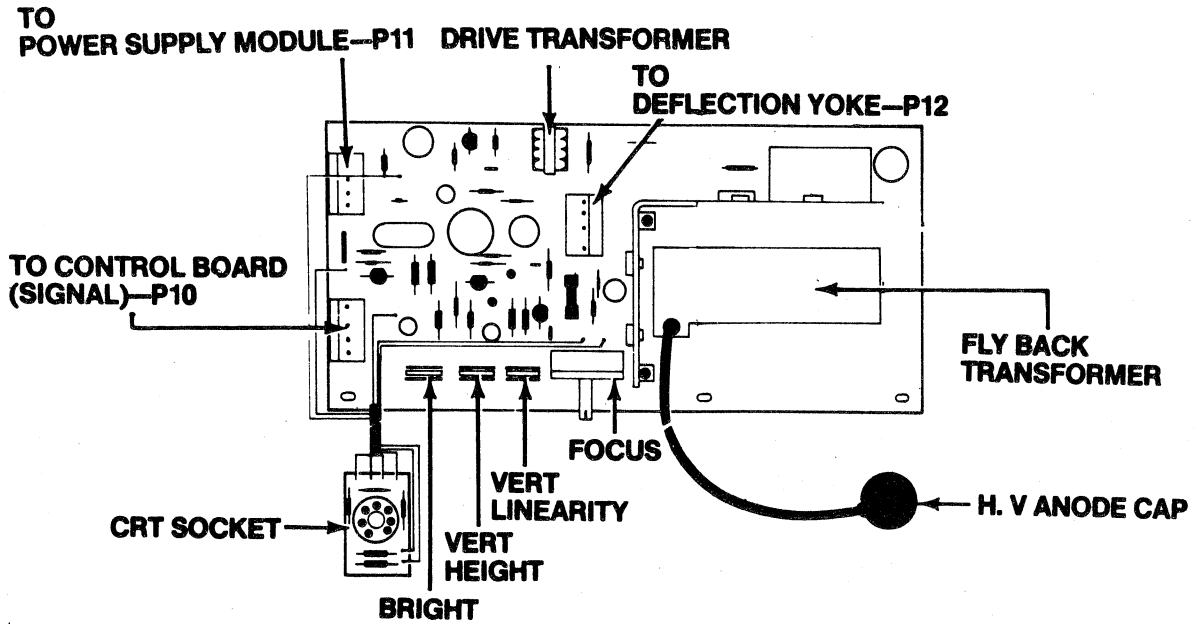 TO
POWER SUPPLY MODULE—P11
DRIVE TRANSFORMER
TO
DEFLECTION YOKE—P12
TO CONTROL BOARD
(SIGNAL)—P10
FLY BACK
TRANSFORMER
FOCUS
VERT
LINEARITY
H. V ANODE CAP
CRT SOCKET
VERT
HEIGHT
BRIGHT